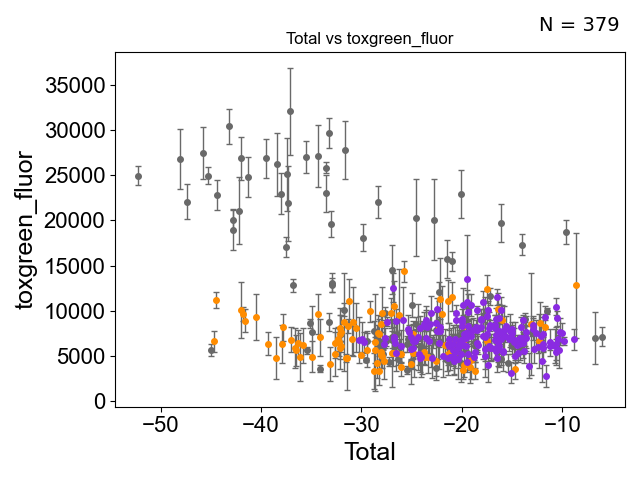 N = 379
Total vs toxgreen_fluor
35000
30000
25000
20000
15000
10000
5000
0
toxgreen_fluor
−50 −40 −30 −20 −10
Total